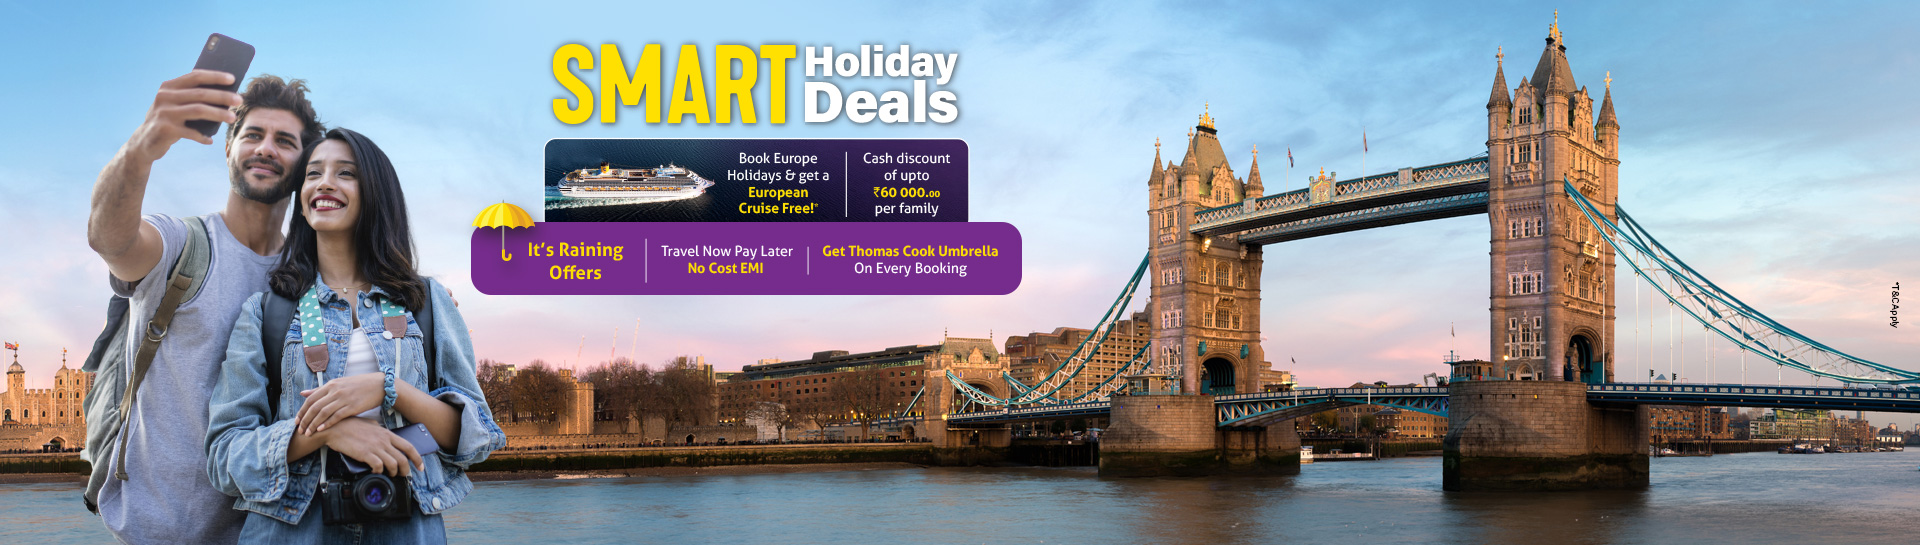 SMART Holiday
Deals
Book Europe
Holidays & get a
European
Cruise Free!*
Cash discount
of upto
₹60 000.00
per family
It's Raining
Offers
Travel Now Pay Later
No Cost EMI
Get Thomas Cook Umbrella
On Every Booking
*T&C Apply